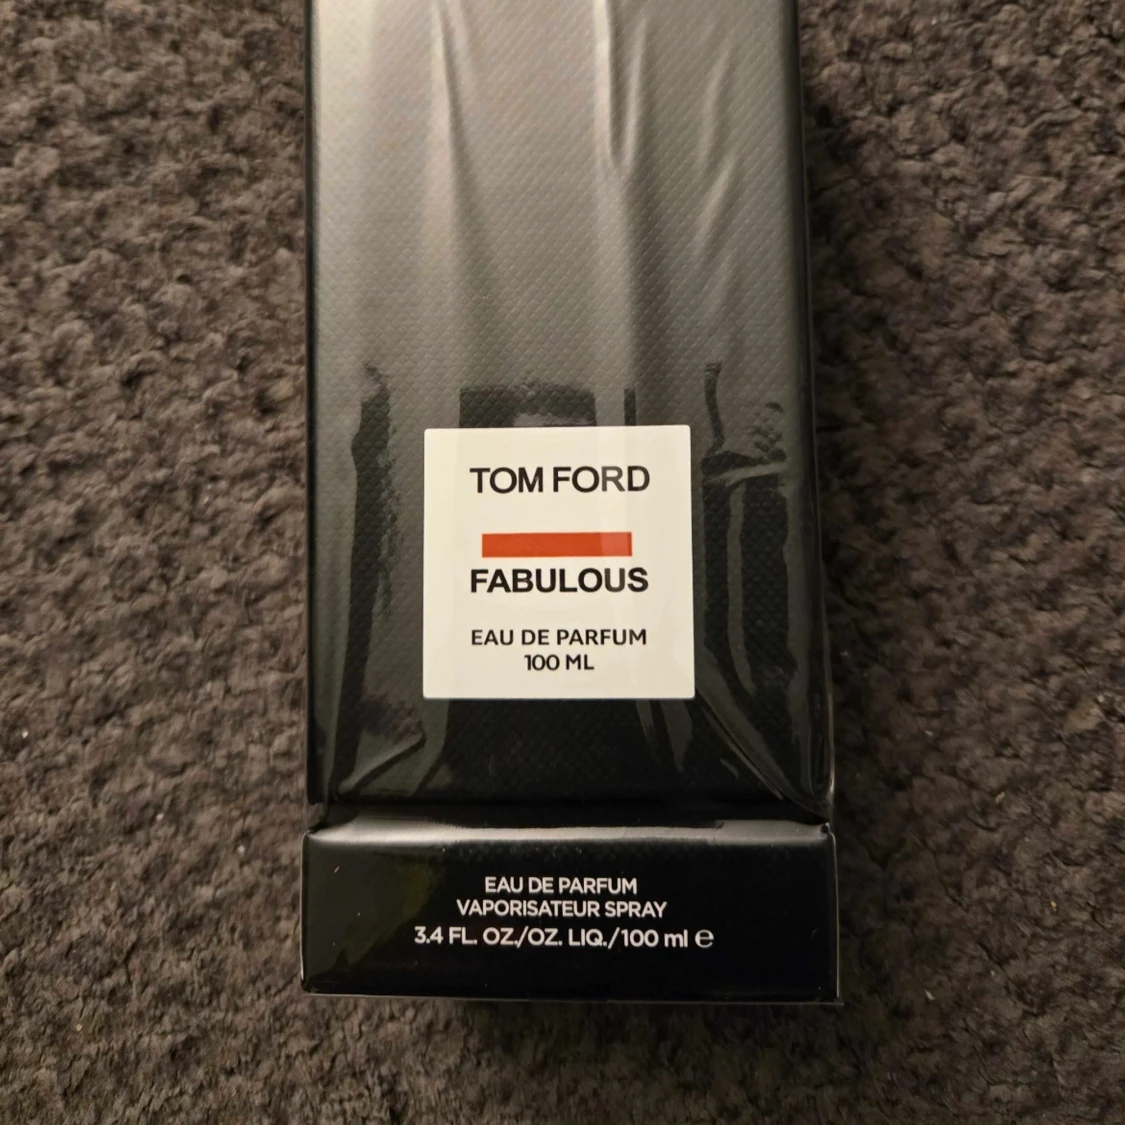 TOM FORD
FABULOUS
EAU DE PARFUM
100 ML
EAU DE PARFUM
VAPORISATEUR SPRAY
3.4 FL. OZ./OZ. LIQ./100 ml ℮